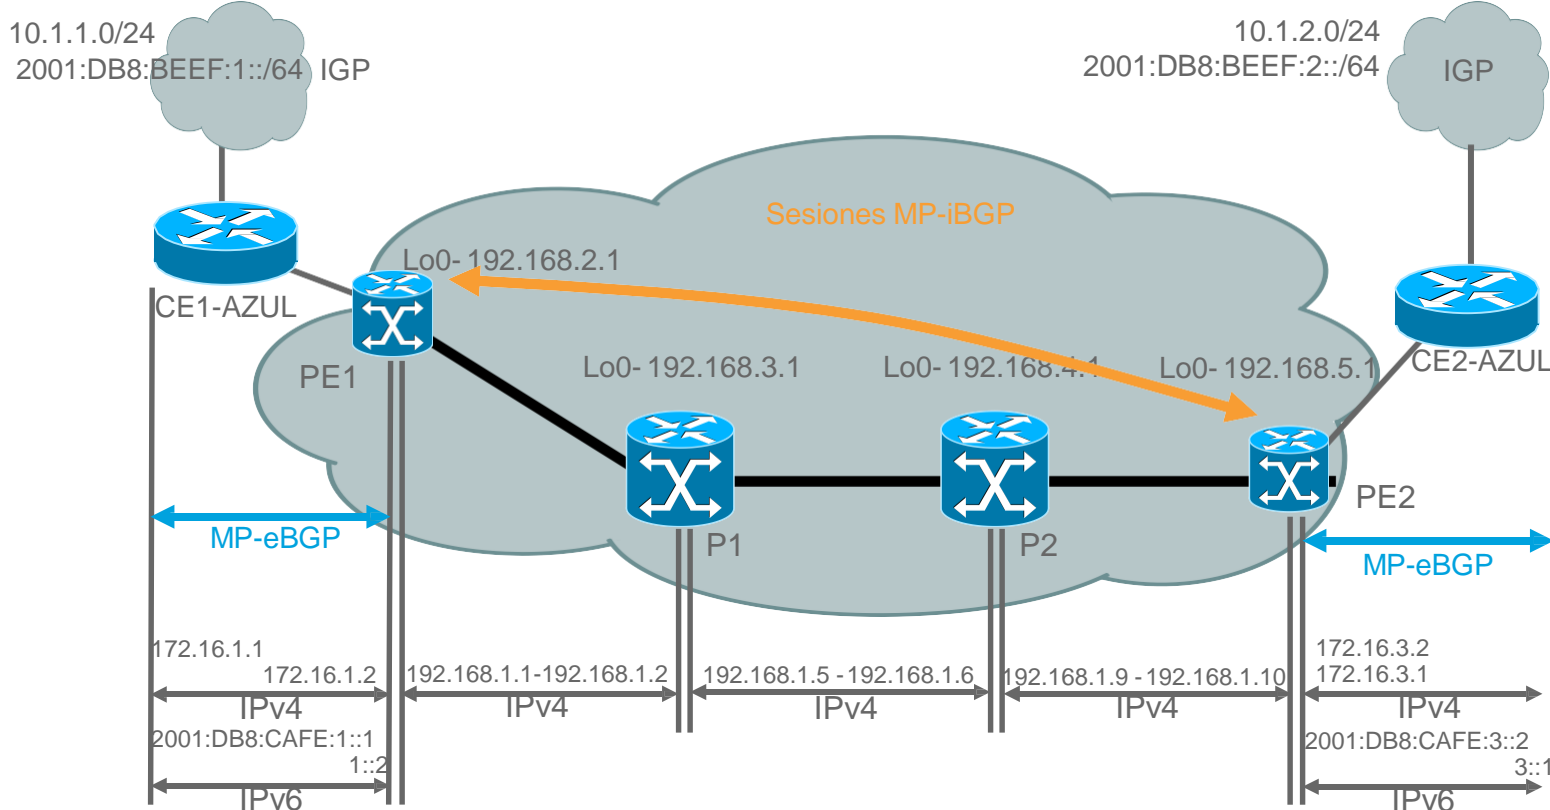 10.1.1.0/24
2001:DB8:BEEF:1::/64 IGP
10.1.2.0/24
2001:DB8:BEEF:2::/64
IGP
Sesiones MP-iBGP
Lo0- 192.168.2.1
CE1-AZUL
PE1
Lo0- 192.168.3.1
Lo0- 192.168.4.1
Lo0- 192.168.5.1
CE2-AZUL
PE2
MP-eBGP
P1
P2
MP-eBGP
172.16.1.1
172.16.1.2
IPv4
192.168.1.1-192.168.1.2
IPv4
192.168.1.5 - 192.168.1.6
IPv4
192.168.1.9 - 192.168.1.10
IPv4
172.16.3.2
172.16.3.1
IPv4
2001:DB8:CAFE:1::1
1::2
IPv6
2001:DB8:CAFE:3::2
3::1
IPv6